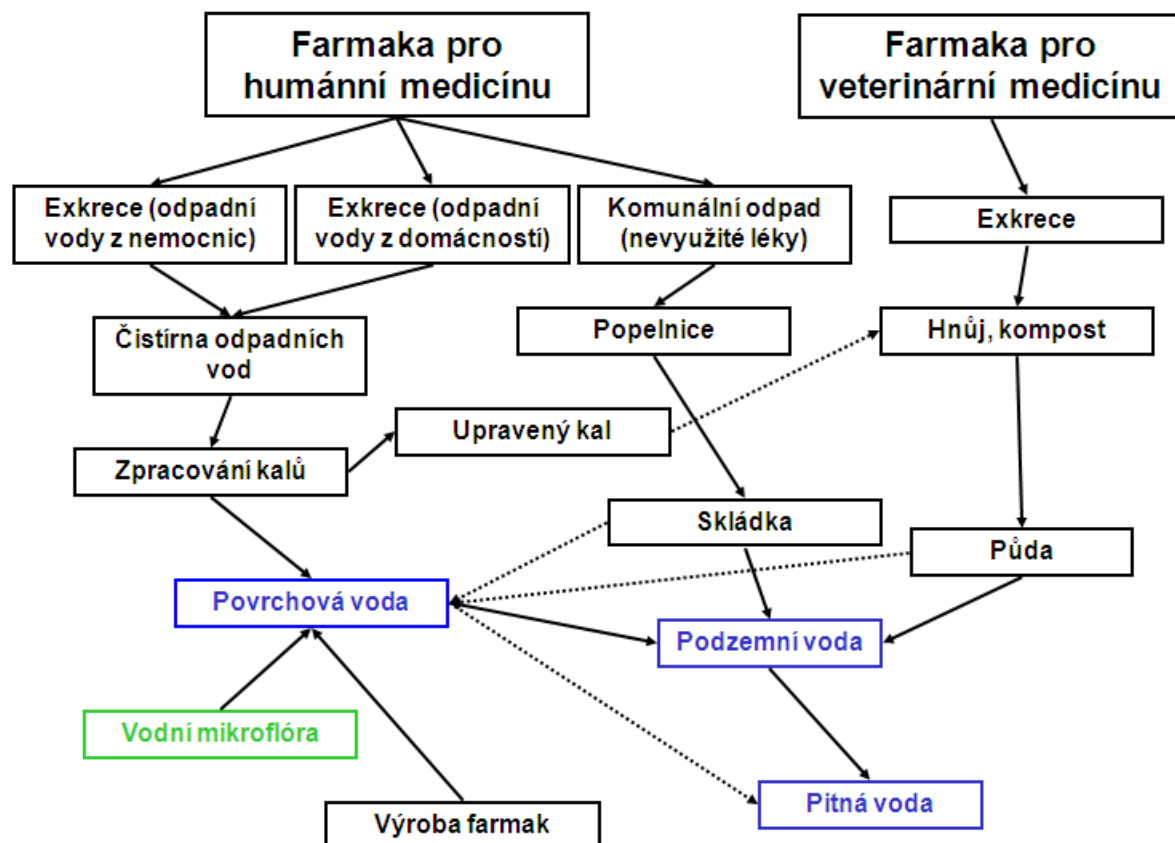 Farmaka pro
humánní medicínu
Farmaka pro
veterinární medicínu
Exkrece (odpadní
vody z nemocnic)
Exkrece (odpadní
vody z domácností)
Komunální odpad
(nevyužité léky)
Exkrece
Čistírna odpadních
vod
Popelnice
Hnůj, kompost
Upravený kal
Zpracování kalů
Skládka
Půda
Povrchová voda
Podzemní voda
Vodní mikroflóra
Pitná voda
Výroba farmak